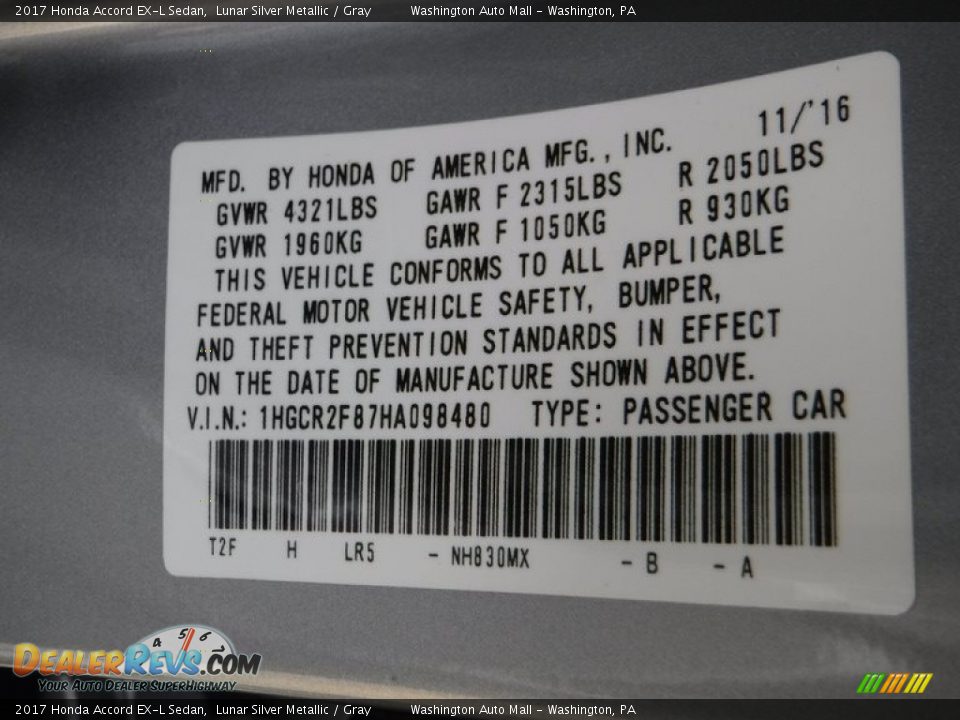 2017 Honda Accord EX-L Sedan, Lunar Silver Metallic / Gray Washington Auto Mall - Washington, PA
11/'16
MFD. BY HONDA OF AMERICA MFG., INC.
GVWR 4321LBS GAWR F 2315LBS R 2050LBS
GVWR 1960KG GAWR F 1050KG R 930KG
THIS VEHICLE CONFORMS TO ALL APPLICABLE
FEDERAL MOTOR VEHICLE SAFETY, BUMPER,
AND THEFT PREVENTION STANDARDS IN EFFECT
ON THE DATE OF MANUFACTURE SHOWN ABOVE.
V.I.N.: 1HGCR2F87HA098480 TYPE: PASSENGER CAR
T2F H LR5 - NH830MX - B - A
4 5 6 7
DealerRevs.com
Your Auto Dealer SuperHighway
2017 Honda Accord EX-L Sedan, Lunar Silver Metallic / Gray Washington Auto Mall - Washington, PA